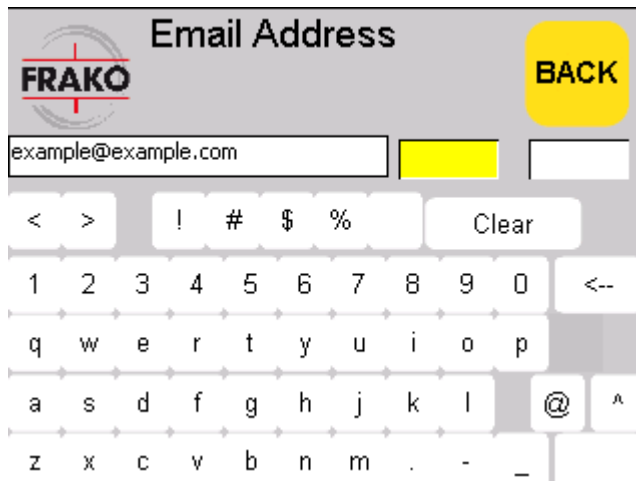 Email Address
FRAKO
BACK
example@example.com
< > ! # $ % Clear
1 2 3 4 5 6 7 8 9 0 <--
q w e r t y u i o p
a s d f g h j k l @ ^
z x c v b n m . - _